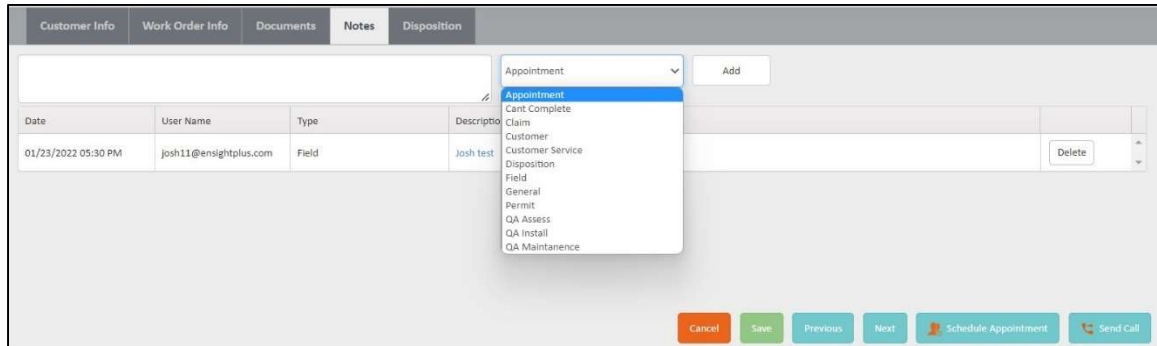 Customer Info Work Order Info Documents Notes Disposition
Appointment Add
Appointment
Cant Complete
Claim
Customer
Customer Service
Disposition
Field
General
Permit
QA Assess
QA Install
QA Maintanence
Date User Name Type Descriptio
01/23/2022 05:30 PM josh11@ensightplus.com Field Josh test Delete
Cancel Save Previous Next Schedule Appointment Send Call